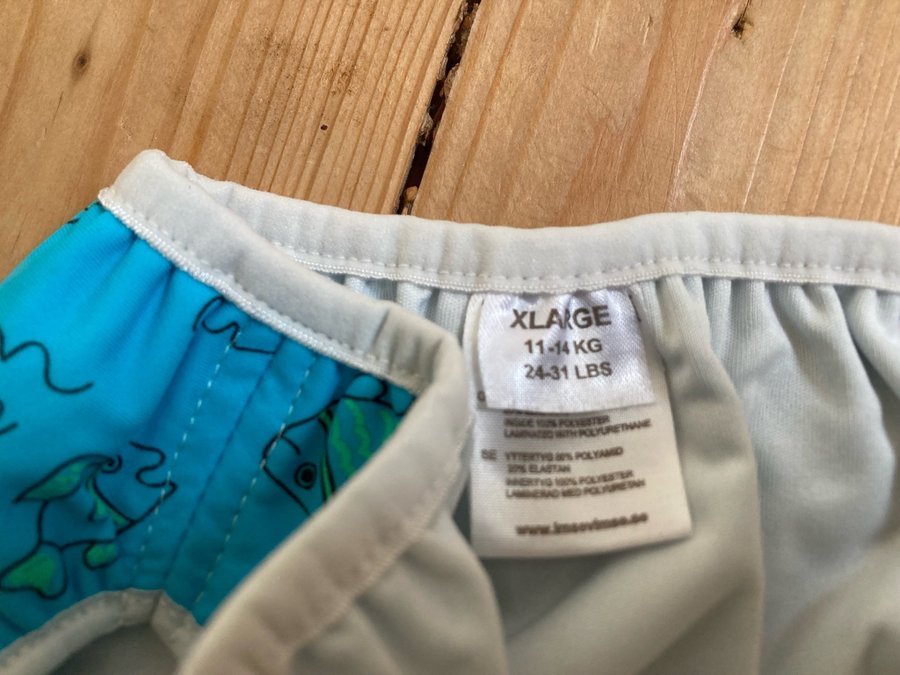 XLARGE
11-14 KG
24-31 LBS
INSIDE 100% POLYESTER
LAMINATED WITH POLYURETHANE
SE YTTERTYG 80% POLYAMID
20% ELASTAN
INNERTYG 100% POLYESTER
LAMINERAD MED POLYURETAN
www.imsevimse.se